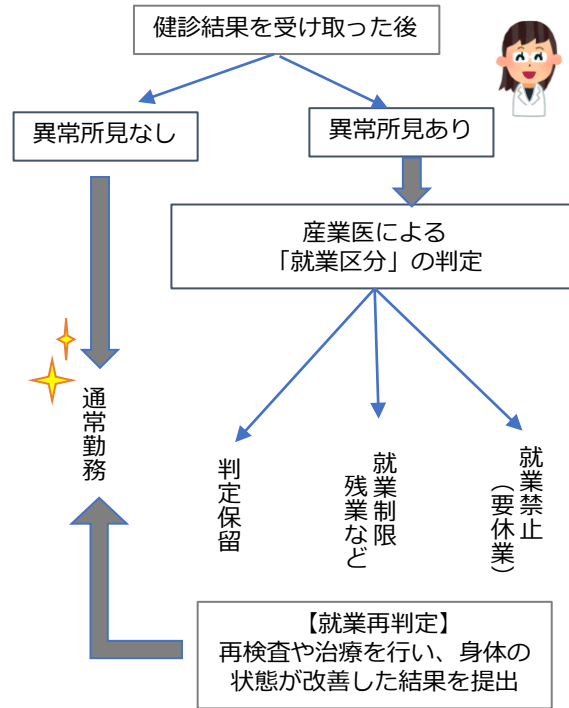 健診結果を受け取った後
異常所見なし
異常所見あり
産業医による
「就業区分」の判定
通常勤務
判定保留
就業制限
残業など
就業禁止
（要休業）
【就業再判定】
再検査や治療を行い、身体の
状態が改善した結果を提出